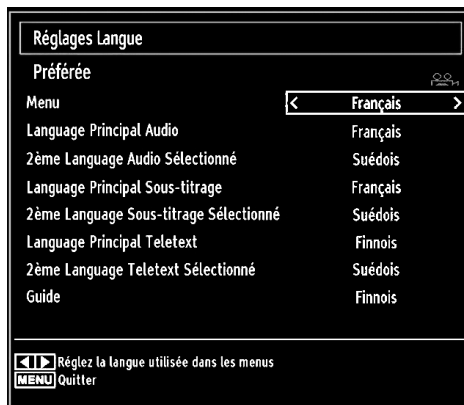 Réglages Langue
Préférée
Menu < Français >
Language Principal Audio Français
2ème Language Audio Sélectionné Suédois
Language Principal Sous-titrage Français
2ème Language Sous-titrage Sélectionné Suédois
Language Principal Teletext Finnois
2ème Language Teletext Sélectionné Suédois
Guide Finnois
Réglez la langue utilisée dans les menus
MENU Quitter